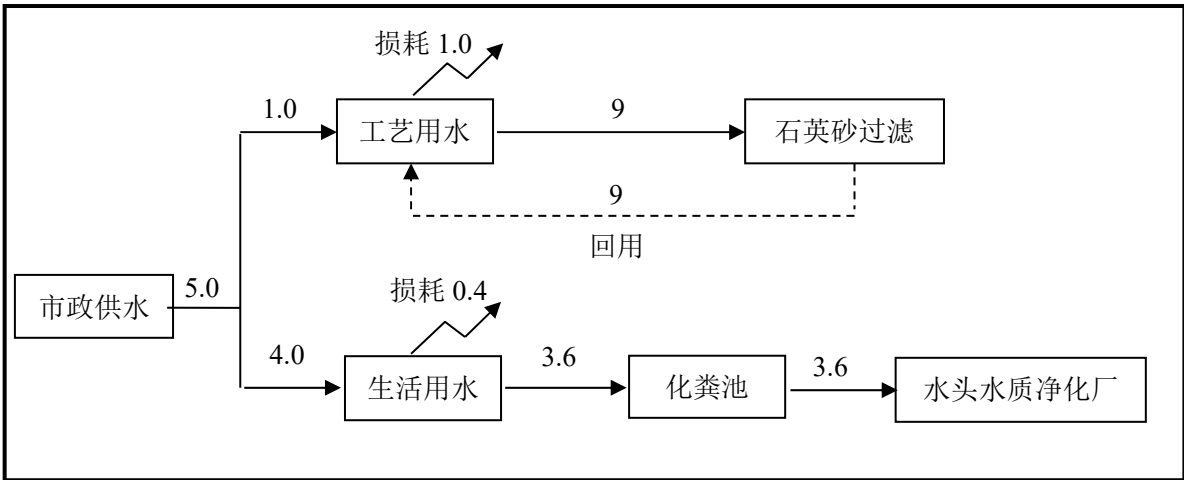 损耗 1.0
1.0
工艺用水
9
石英砂过滤
9
回用
市政供水
5.0
损耗 0.4
4.0
生活用水
3.6
化粪池
3.6
水头水质净化厂